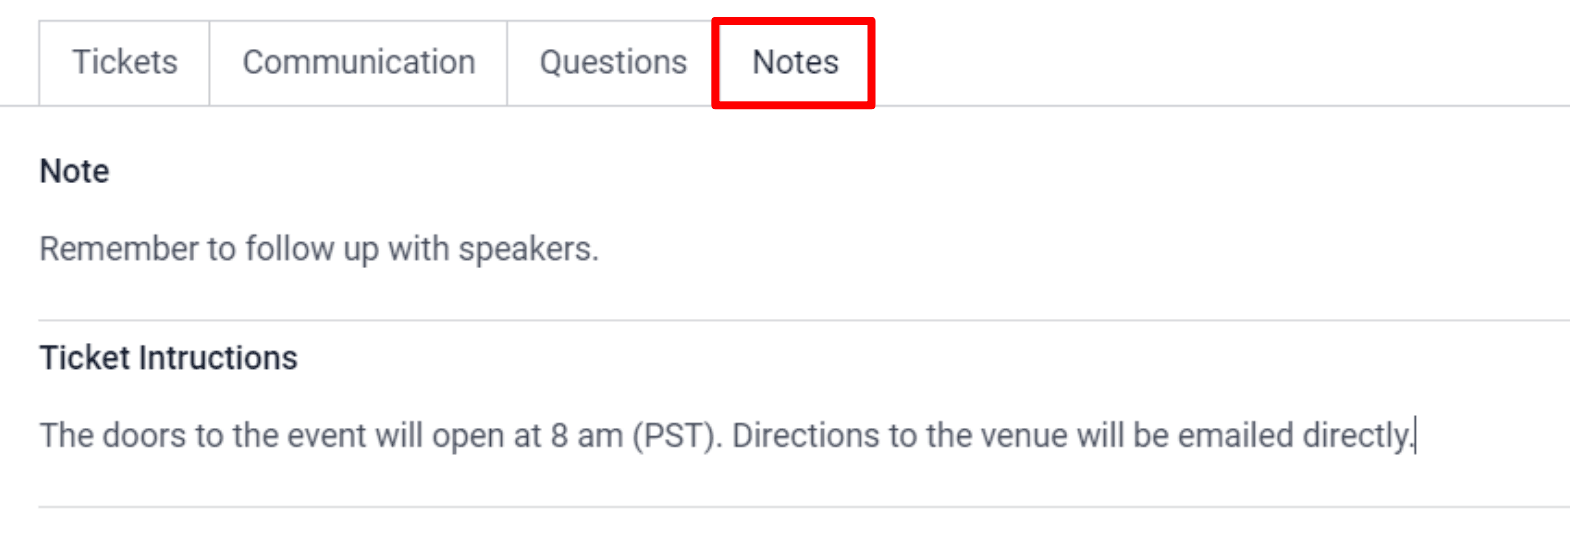 Tickets Communication Questions Notes
Note
Remember to follow up with speakers.
Ticket Intructions
The doors to the event will open at 8 am (PST). Directions to the venue will be emailed directly.